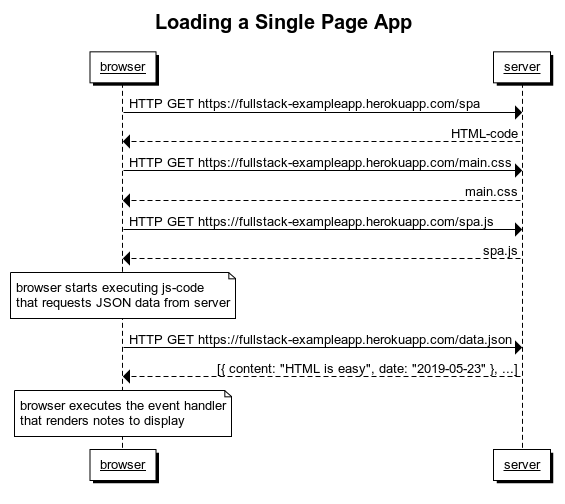 Loading a Single Page App
browser
server
HTTP GET https://fullstack-exampleapp.herokuapp.com/spa
HTML-code
HTTP GET https://fullstack-exampleapp.herokuapp.com/main.css
main.css
HTTP GET https://fullstack-exampleapp.herokuapp.com/spa.js
spa.js
browser starts executing js-code
that requests JSON data from server
HTTP GET https://fullstack-exampleapp.herokuapp.com/data.json
[{ content: "HTML is easy", date: "2019-05-23" }, ...]
browser executes the event handler
that renders notes to display
browser
server